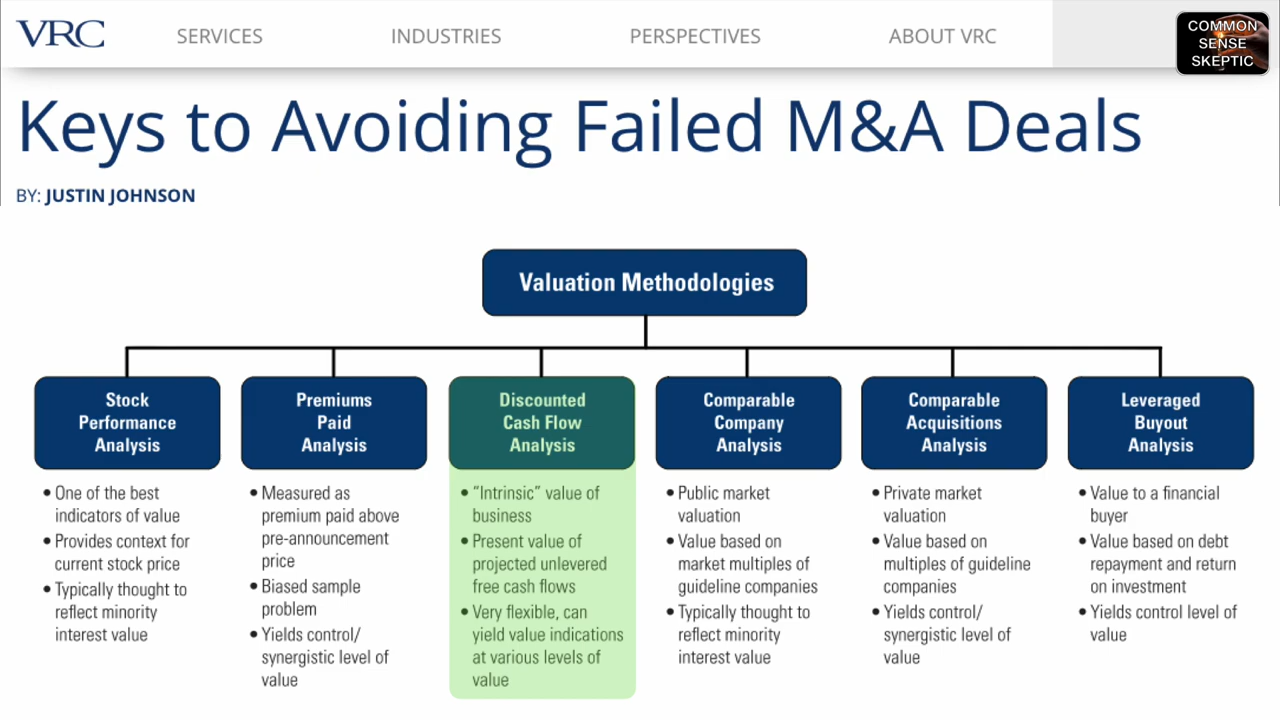 VRC
SERVICES
INDUSTRIES
PERSPECTIVES
ABOUT VRC
COMMON
SENSE
SKEPTIC
Keys to Avoiding Failed M&A Deals
BY: JUSTIN JOHNSON
Valuation Methodologies
Stock
Performance
Analysis
• One of the best
indicators of value
• Provides context for
current stock price
• Typically thought to
reflect minority
interest value
Premiums
Paid
Analysis
• Measured as
premium paid above
pre-announcement
price
• Biased sample
problem
• Yields control/
synergistic level of
value
Discounted
Cash Flow
Analysis
• "Intrinsic" value of
business
• Present value of
projected unlevered
free cash flows
• Very flexible, can
yield value indications
at various levels of
value
Comparable
Company
Analysis
• Public market
valuation
• Value based on
market multiples of
guideline companies
• Typically thought to
reflect minority
interest value
Comparable
Acquisitions
Analysis
• Private market
valuation
• Value based on
multiples of guideline
companies
• Yields control/
synergistic level of
value
Leveraged
Buyout
Analysis
• Value to a financial
buyer
• Value based on debt
repayment and return
on investment
• Yields control level of
value